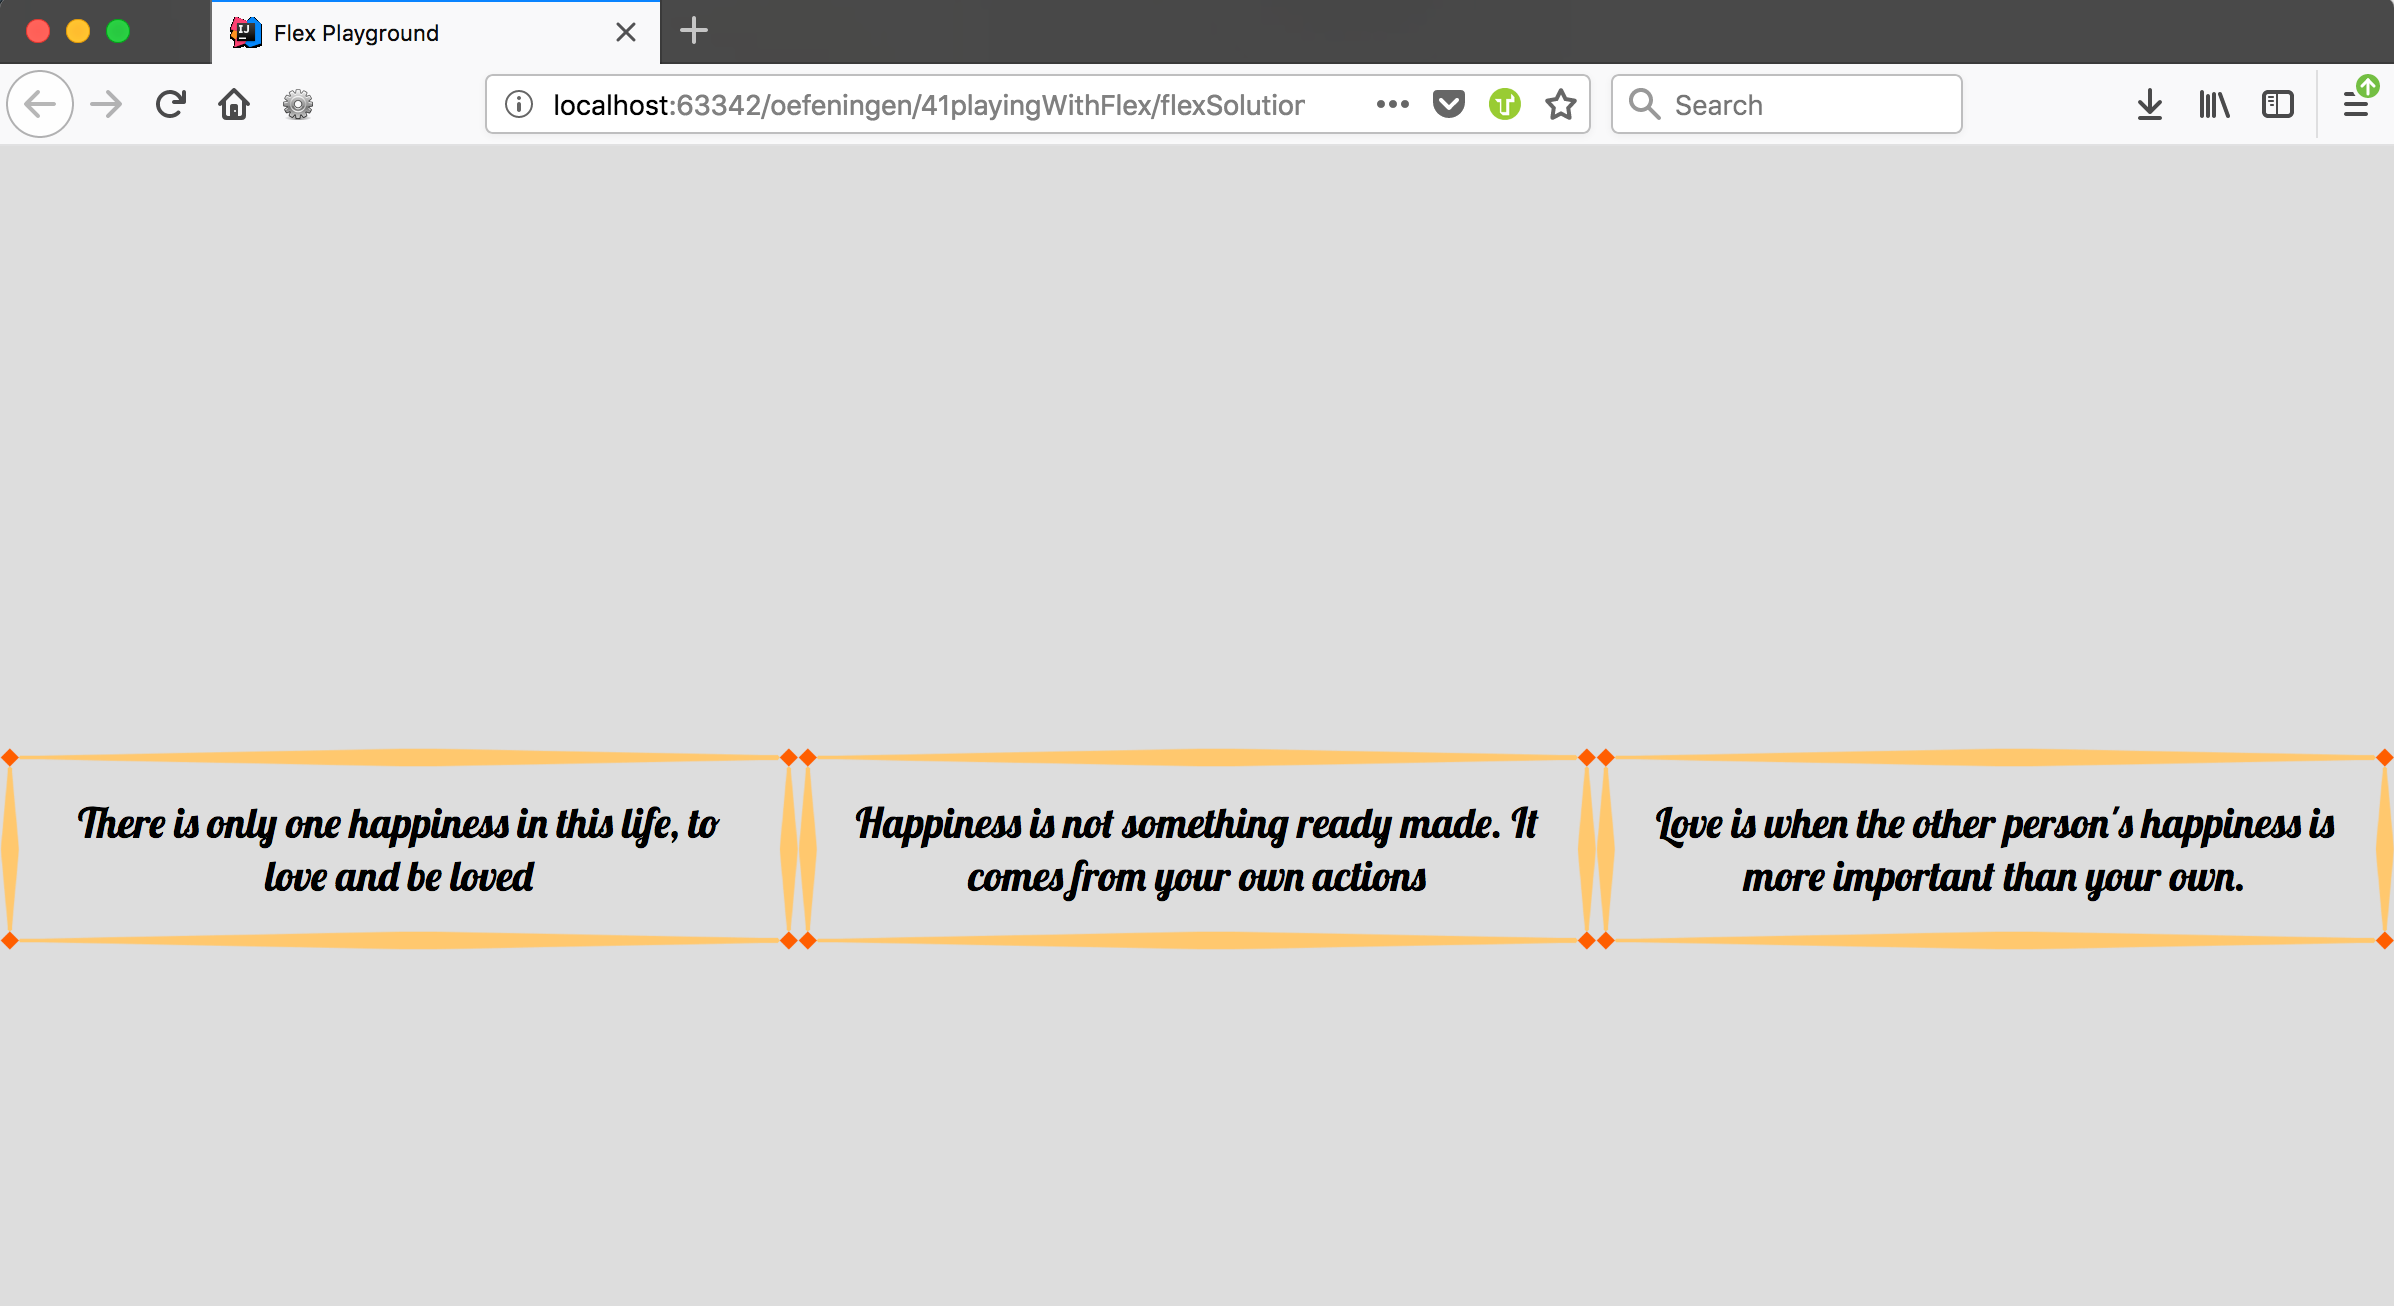 Flex Playground
localhost:63342/oefeningen/41playingWithFlex/flexSolution
Search
There is only one happiness in this life, to
love and be loved
Happiness is not something ready made. It
comes from your own actions
Love is when the other person's happiness is
more important than your own.